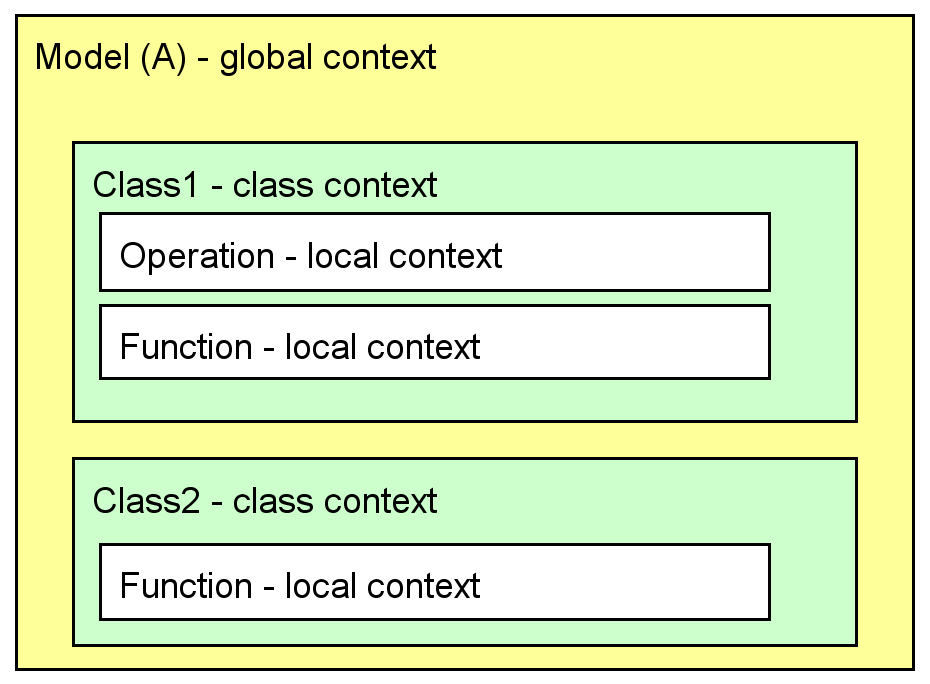 Model (A) - global context
Class1 - class context
Operation - local context
Function - local context
Class2 - class context
Function - local context